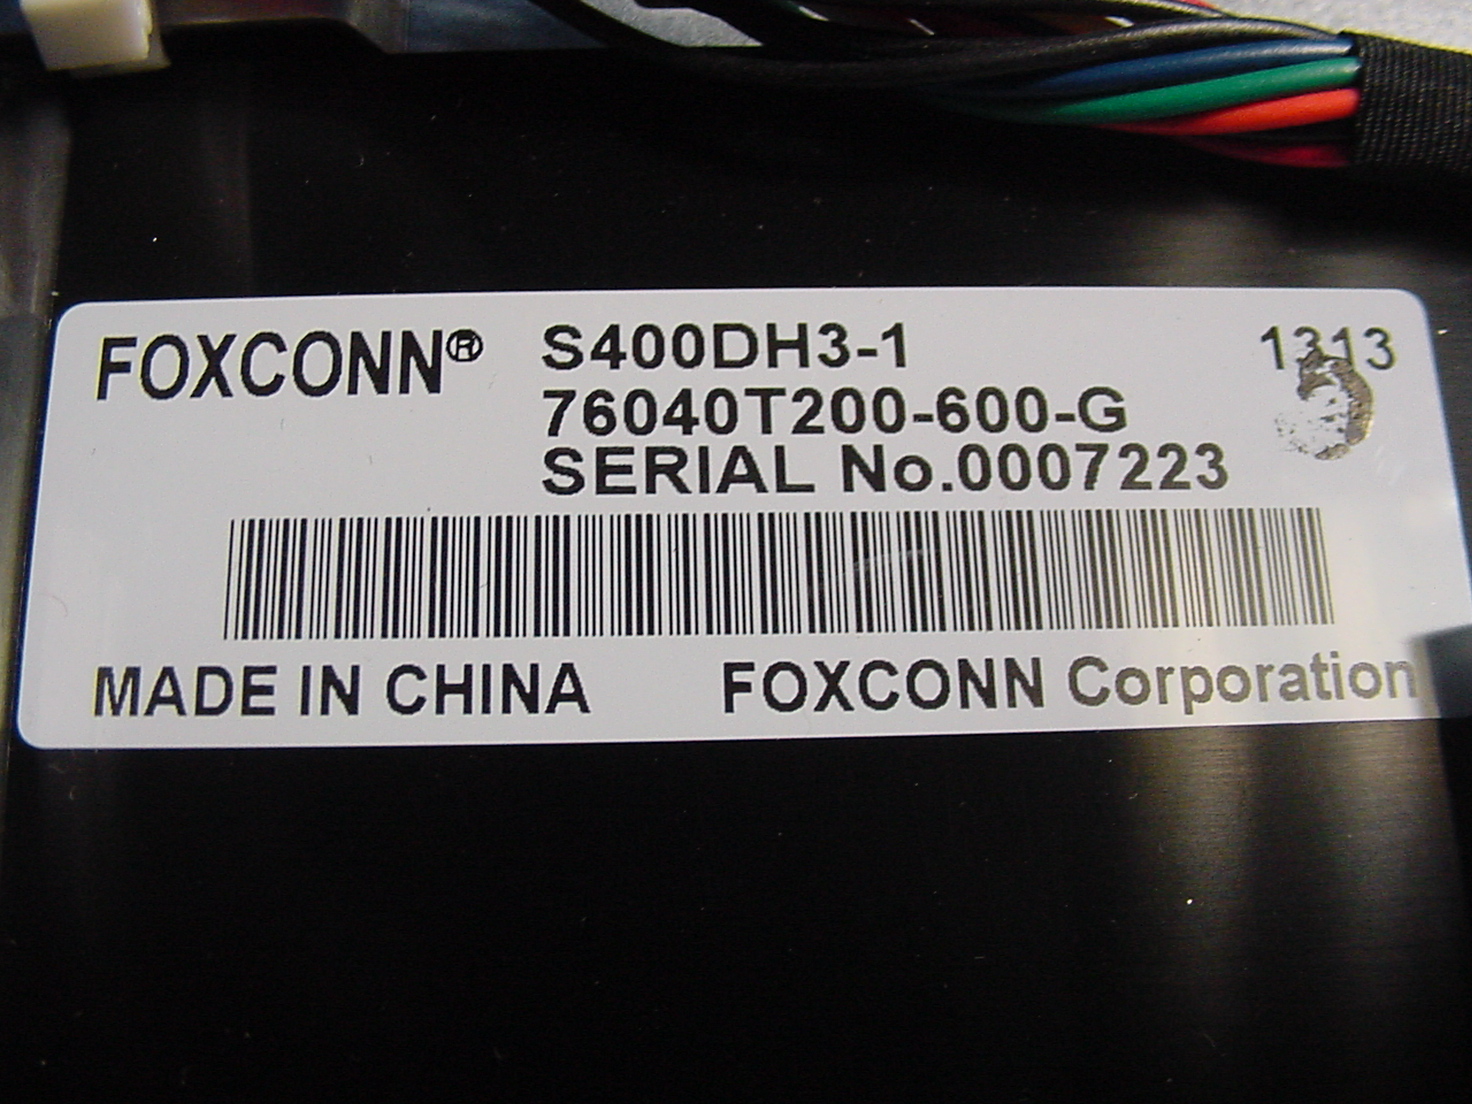 FOXCONN® S400DH3-1 1313
76040T200-600-G
SERIAL No.0007223
MADE IN CHINA FOXCONN Corporation